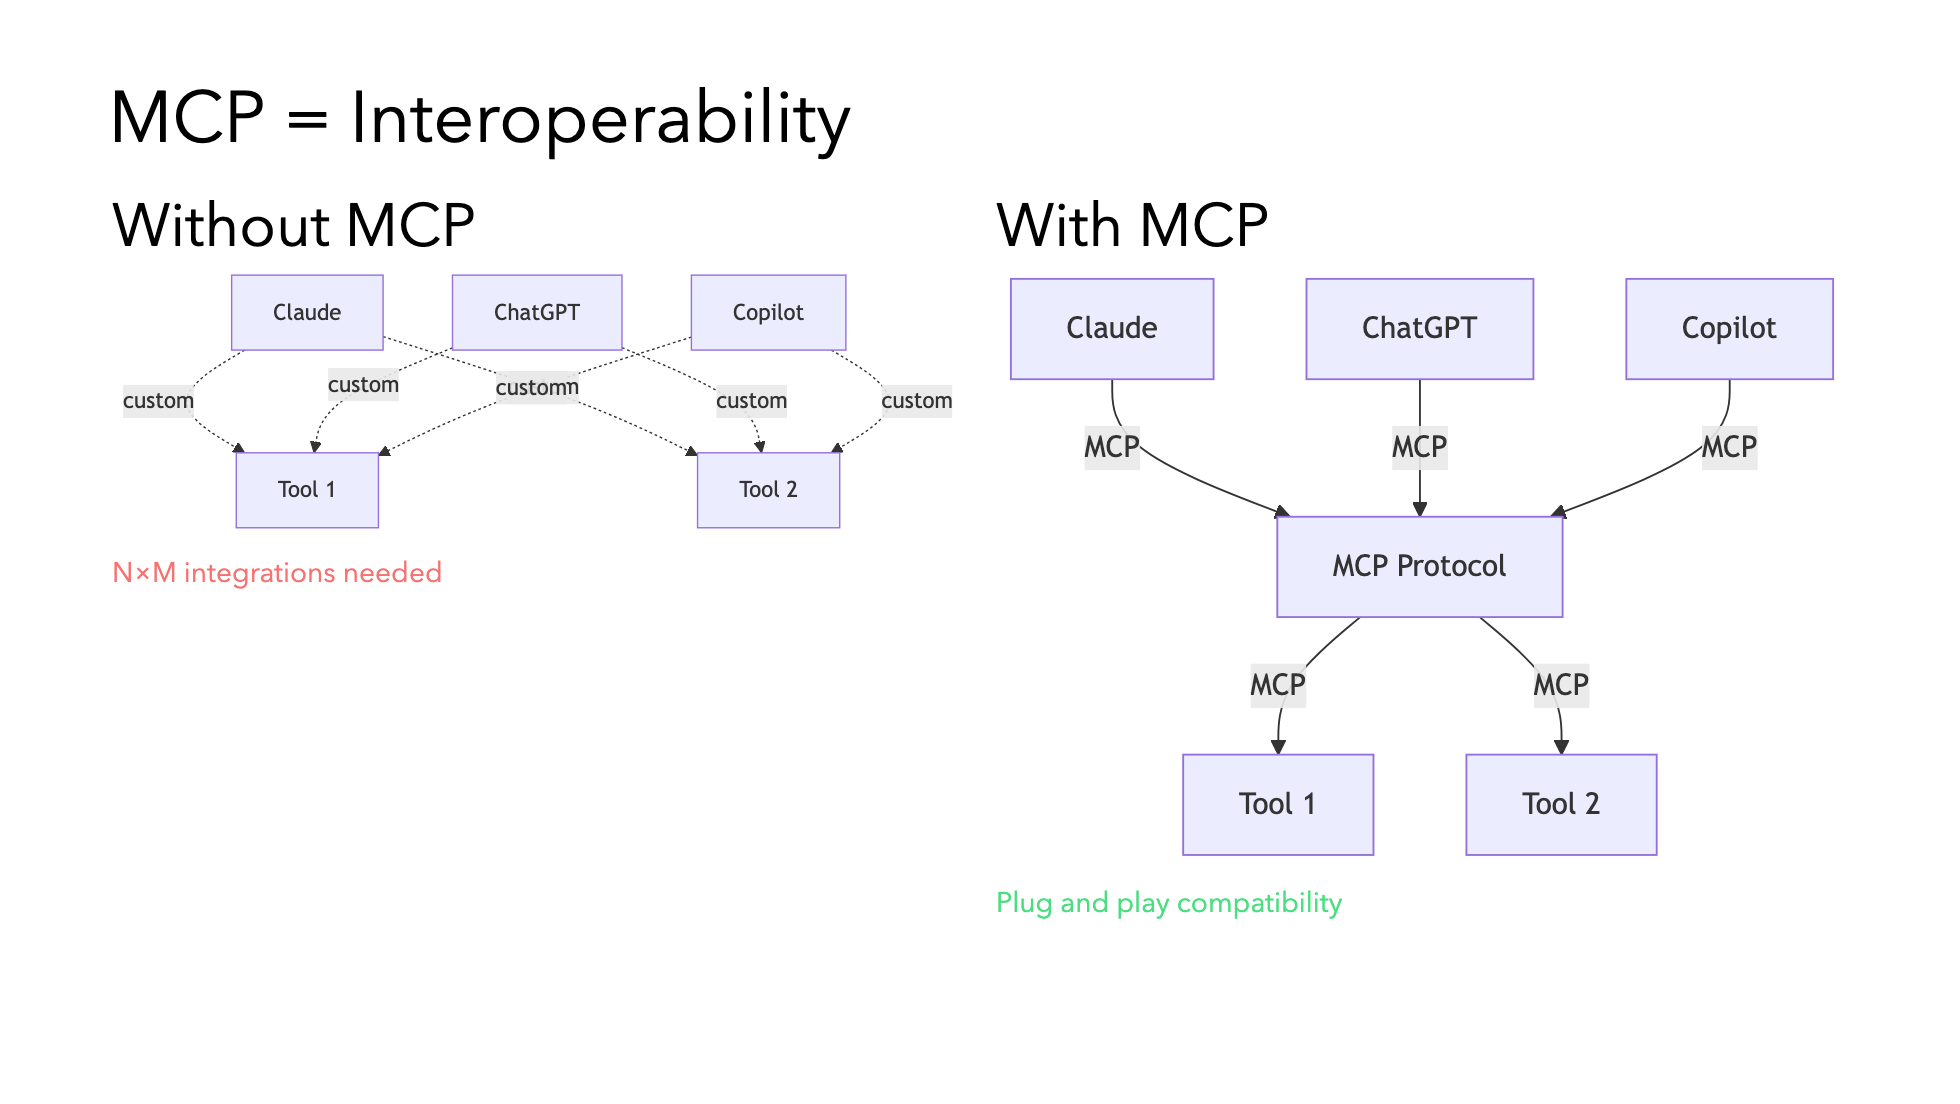 MCP = Interoperability
Without MCP
Claude
ChatGPT
Copilot
custom
custom
custom
custom
custom
Tool 1
Tool 2
N×M integrations needed
With MCP
Claude
ChatGPT
Copilot
MCP
MCP
MCP
MCP Protocol
MCP
MCP
Tool 1
Tool 2
Plug and play compatibility